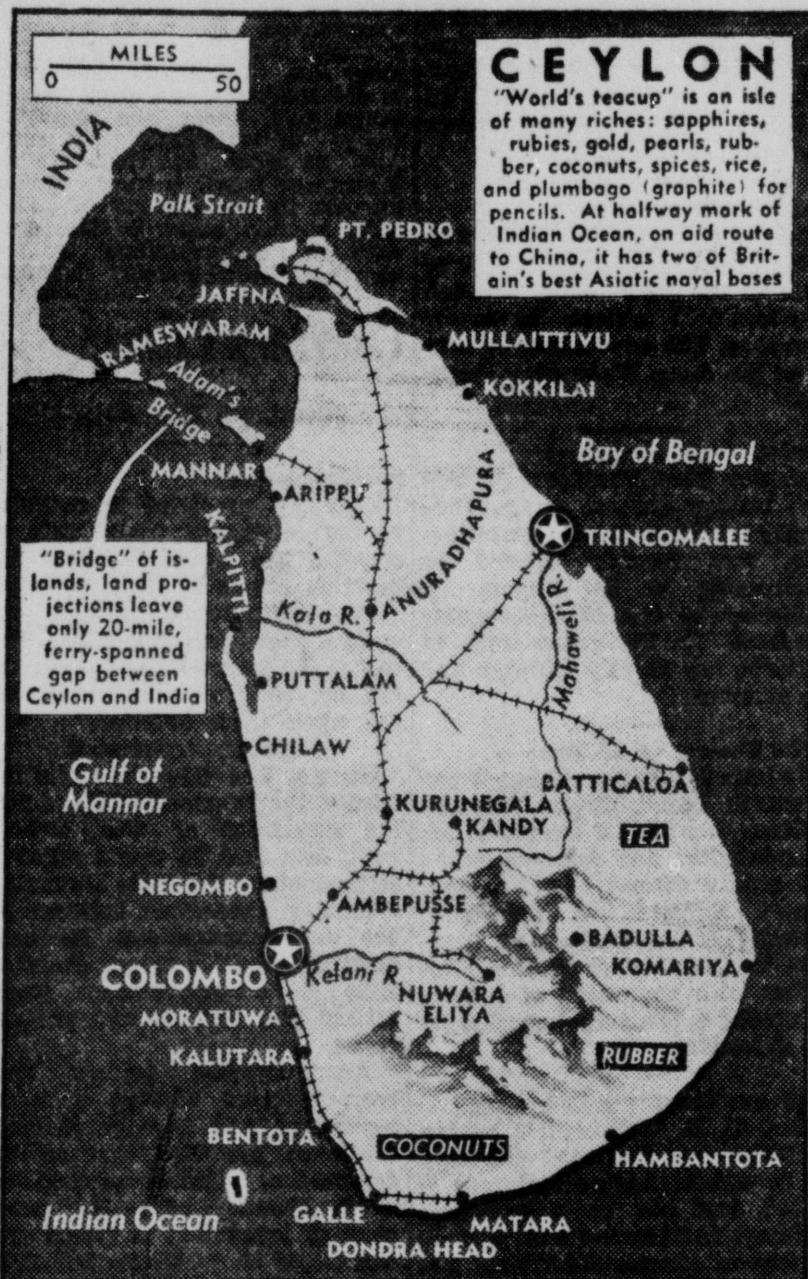 MILES
0 50
CEYLON
"World's teacup" is an isle
of many riches: sapphires,
rubies, gold, pearls, rub-
ber, coconuts, spices, rice,
and plumbago (graphite) for
pencils. At halfway mark of
Indian Ocean, on aid route
to China, it has two of Brit-
ain's best Asiatic naval bases
INDIA
Palk Strait
PT. PEDRO
JAFFNA
RAMESWARAM
MULLAITTIVU
Adam's
Bridge
KOKKILAI
Bay of Bengal
MANNAR
ARIPPU
KALPITTI
ANURADHAPURA
TRINCOMALEE
"Bridge" of is-
lands, land pro-
jections leave
only 20-mile,
ferry-spanned
gap between
Ceylon and India
Kala R.
Mahaweli R.
PUTTALAM
CHILAW
Gulf of
Mannar
BATTICALOA
KURUNEGALA
KANDY
TEA
NEGOMBO
AMBEPUSSE
BADULLA
COLOMBO
Kelani R.
KOMARIYA
NUWARA
ELIYA
MORATUWA
KALUTARA
RUBBER
BENTOTA
COCONUTS
HAMBANTOTA
Indian Ocean
GALLE
MATARA
DONDRA HEAD